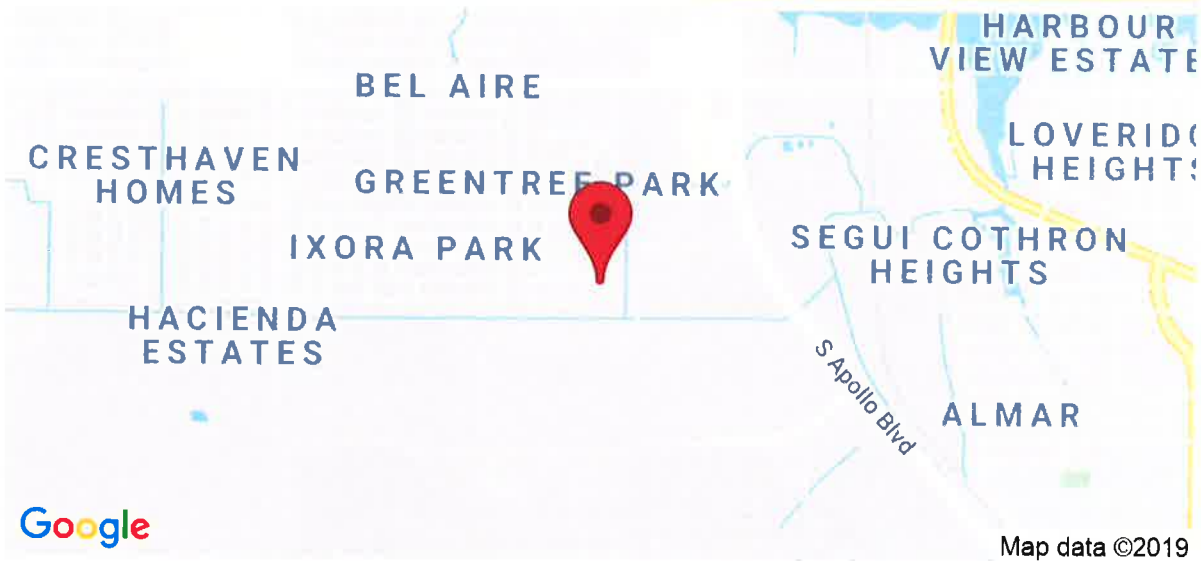 HARBOUR
VIEW ESTATE
BEL AIRE
LOVERIDG
HEIGHTS
CRESTHAVEN
HOMES
GREENTREE PARK
IXORA PARK
SEGUI COTHRON
HEIGHTS
HACIENDA
ESTATES
S Apollo Blvd
ALMAR
Google
Map data ©2019